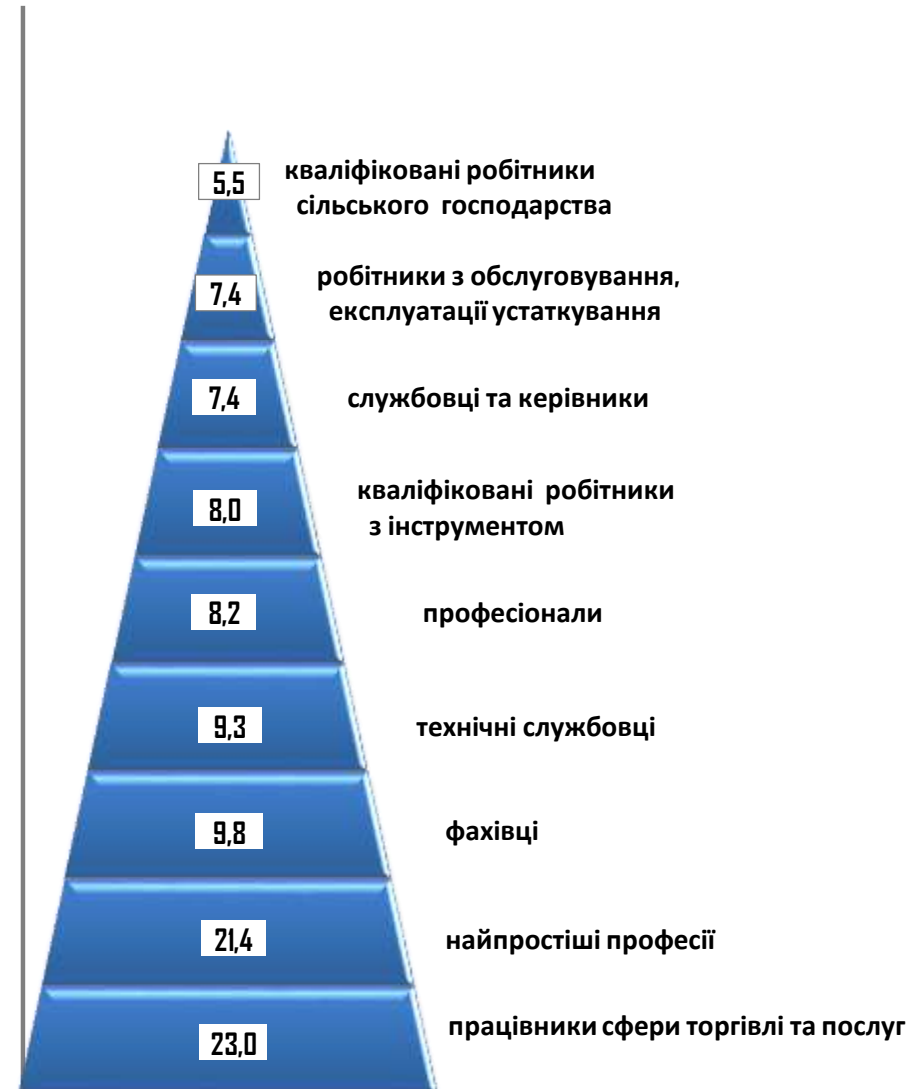 5,5
кваліфіковані робітники
сільського господарства
7,4
робітники з обслуговування,
експлуатації устаткування
7,4
службовці та керівники
8,0
кваліфіковані робітники
з інструментом
8,2
професіонали
9,3
технічні службовці
9,8
фахівці
21,4
найпростіші професії
23,0
працівники сфери торгівлі та послуг